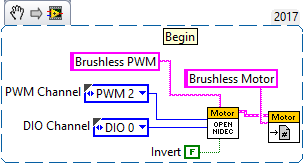 2017
Begin
Brushless PWM
Brushless Motor
PWM Channel
PWM 2
Motor
OPEN
NIDEC
Motor
#
DIO Channel
DIO 0
Invert
F